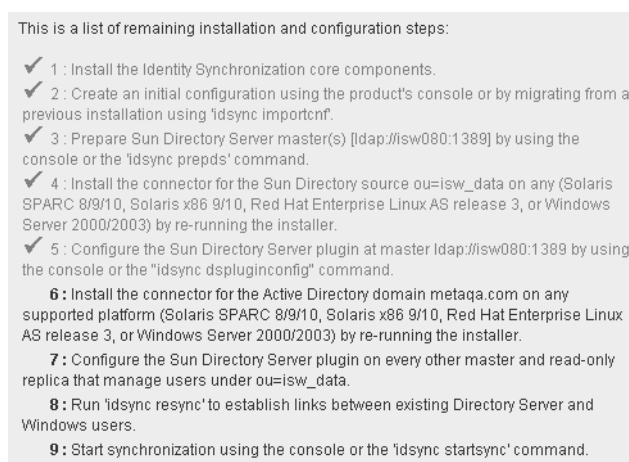 This is a list of remaining installation and configuration steps:
✓ 1 : Install the Identity Synchronization core components.
✓ 2 : Create an initial configuration using the product's console or by migrating from a
previous installation using 'idsync importcnf'.
✓ 3 : Prepare Sun Directory Server master(s) [ldap://isw080:1389] by using the
console or the 'idsync prepds' command.
✓ 4 : Install the connector for the Sun Directory source ou=isw_data on any (Solaris
SPARC 8/9/10, Solaris x86 9/10, Red Hat Enterprise Linux AS release 3, or Windows
Server 2000/2003) by re-running the installer.
✓ 5 : Configure the Sun Directory Server plugin at master ldap://isw080:1389 by using
the console or the "idsync dspluginconfig" command.
6 : Install the connector for the Active Directory domain metaqa.com on any
supported platform (Solaris SPARC 8/9/10, Solaris x86 9/10, Red Hat Enterprise Linux
AS release 3, or Windows Server 2000/2003) by re-running the installer.
7 : Configure the Sun Directory Server plugin on every other master and read-only
replica that manage users under ou=isw_data.
8 : Run 'idsync resync' to establish links between existing Directory Server and
Windows users.
9 : Start synchronization using the console or the 'idsync startsync' command.